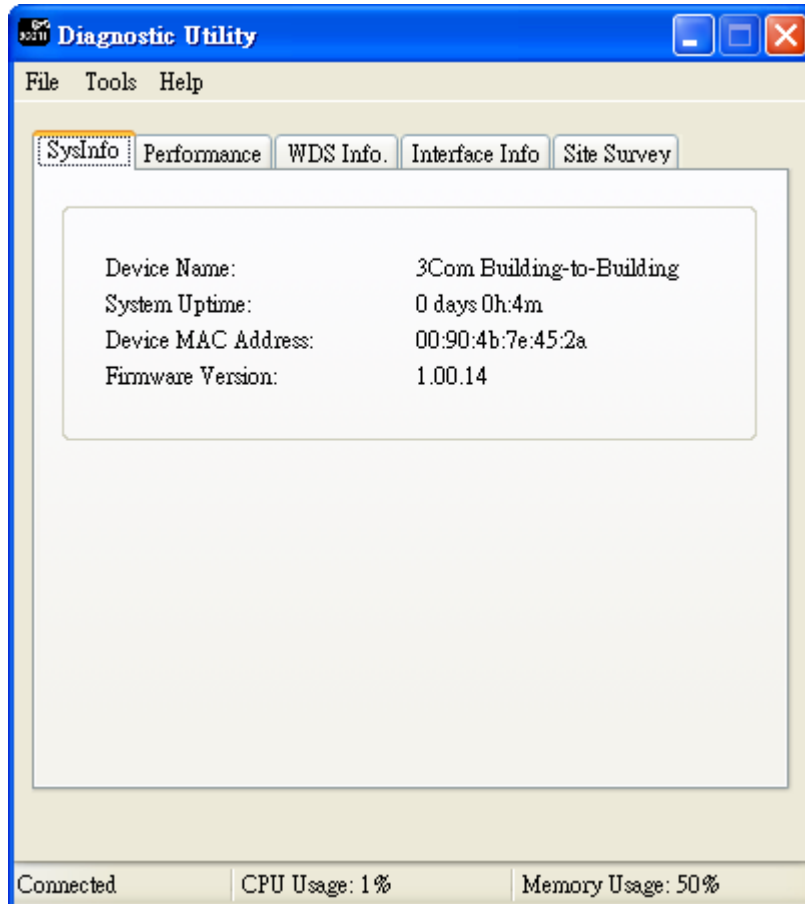 Diagnostic Utility
File Tools Help
SysInfo Performance WDS Info. Interface Info Site Survey
Device Name: 3Com Building-to-Building
System Uptime: 0 days 0h:4m
Device MAC Address: 00:90:4b:7e:45:2a
Firmware Version: 1.00.14
Connected CPU Usage: 1% Memory Usage: 50%